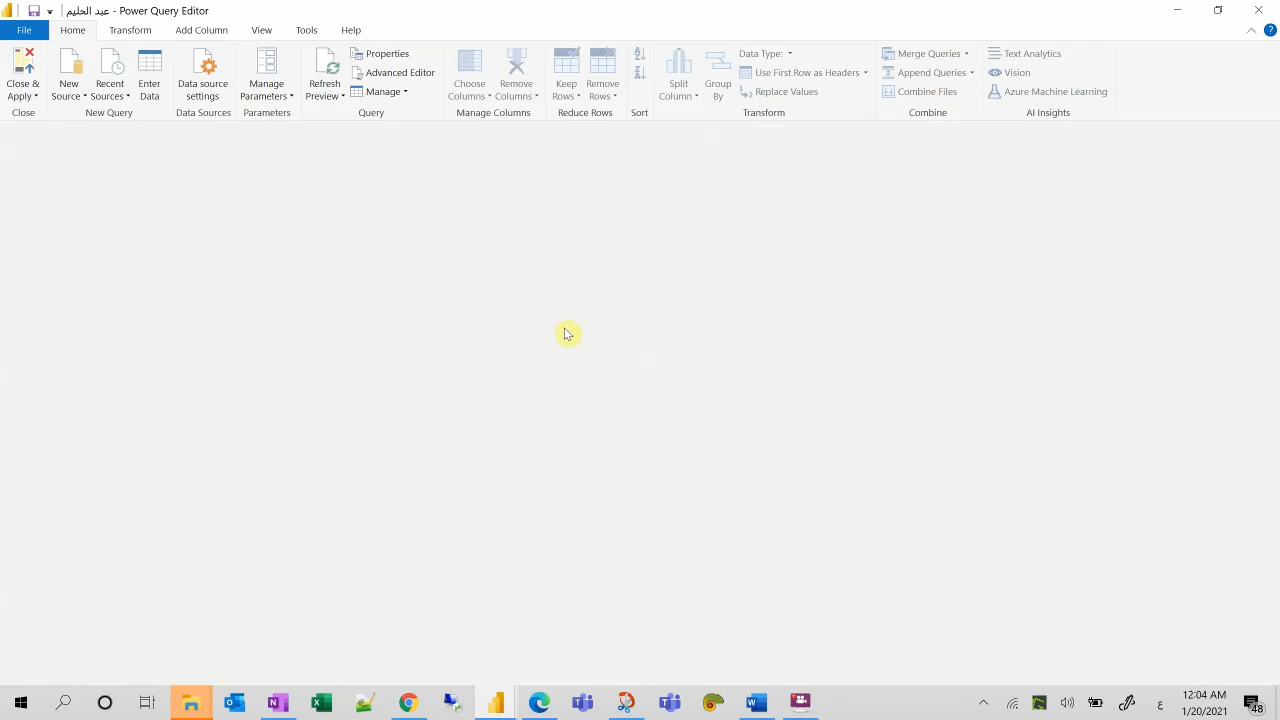 عبد الحليم - Power Query Editor
File Home Transform Add Column View Tools Help
Close & Apply
New Source
Recent Sources
Enter Data
Data source settings
Manage Parameters
Refresh Preview
Properties
Advanced Editor
Manage
Choose Columns
Remove Columns
Keep Rows
Remove Rows
Split Column
Group By
Data Type:
Use First Row as Headers
Replace Values
Merge Queries
Append Queries
Combine Files
Text Analytics
Vision
Azure Machine Learning
Close New Query Data Sources Parameters Query Manage Columns Reduce Rows Sort Transform Combine AI Insights
ع
12:04 AM
1/20/2021
48